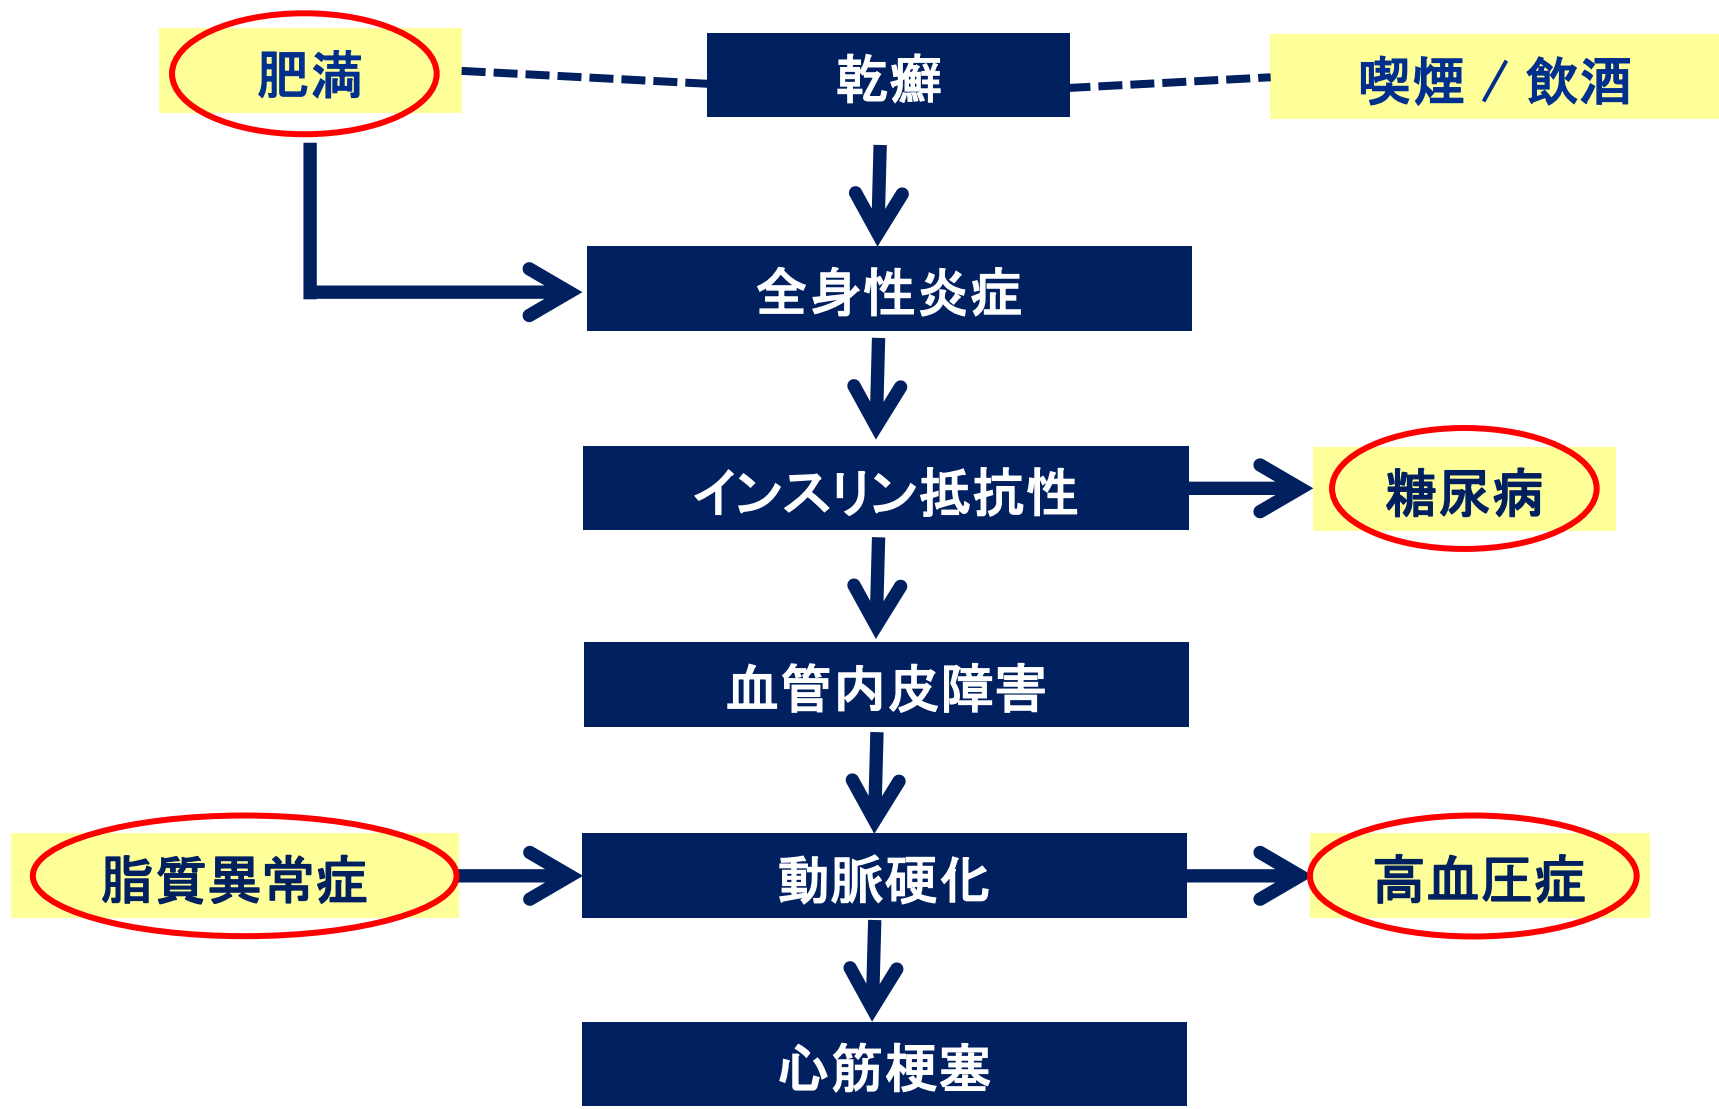 肥満
乾癬
喫煙 / 飲酒
全身性炎症
インスリン抵抗性
糖尿病
血管内皮障害
脂質異常症
動脈硬化
高血圧症
心筋梗塞